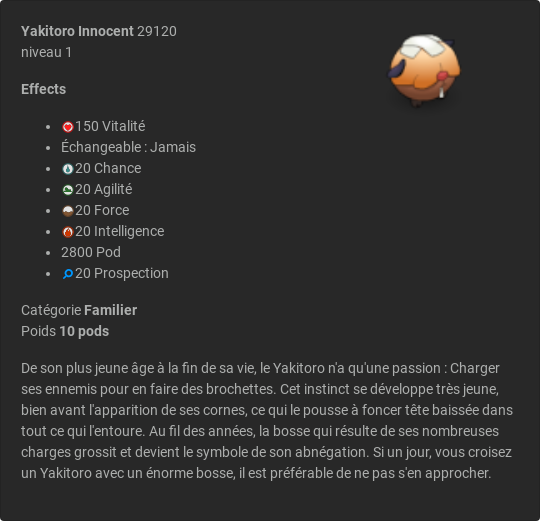 Yakitoro Innocent 29120
niveau 1
Effects
150 Vitalité
Échangeable : Jamais
20 Chance
20 Agilité
20 Force
20 Intelligence
2800 Pod
20 Prospection
Catégorie Familier
Poids 10 pods
De son plus jeune âge à la fin de sa vie, le Yakitoro n'a qu'une passion : Charger
ses ennemis pour en faire des brochettes. Cet instinct se développe très jeune,
bien avant l'apparition de ses cornes, ce qui le pousse à foncer tête baissée dans
tout ce qui l'entoure. Au fil des années, la bosse qui résulte de ses nombreuses
charges grossit et devient le symbole de son abnégation. Si un jour, vous croisez
un Yakitoro avec un énorme bosse, il est préférable de ne pas s'en approcher.